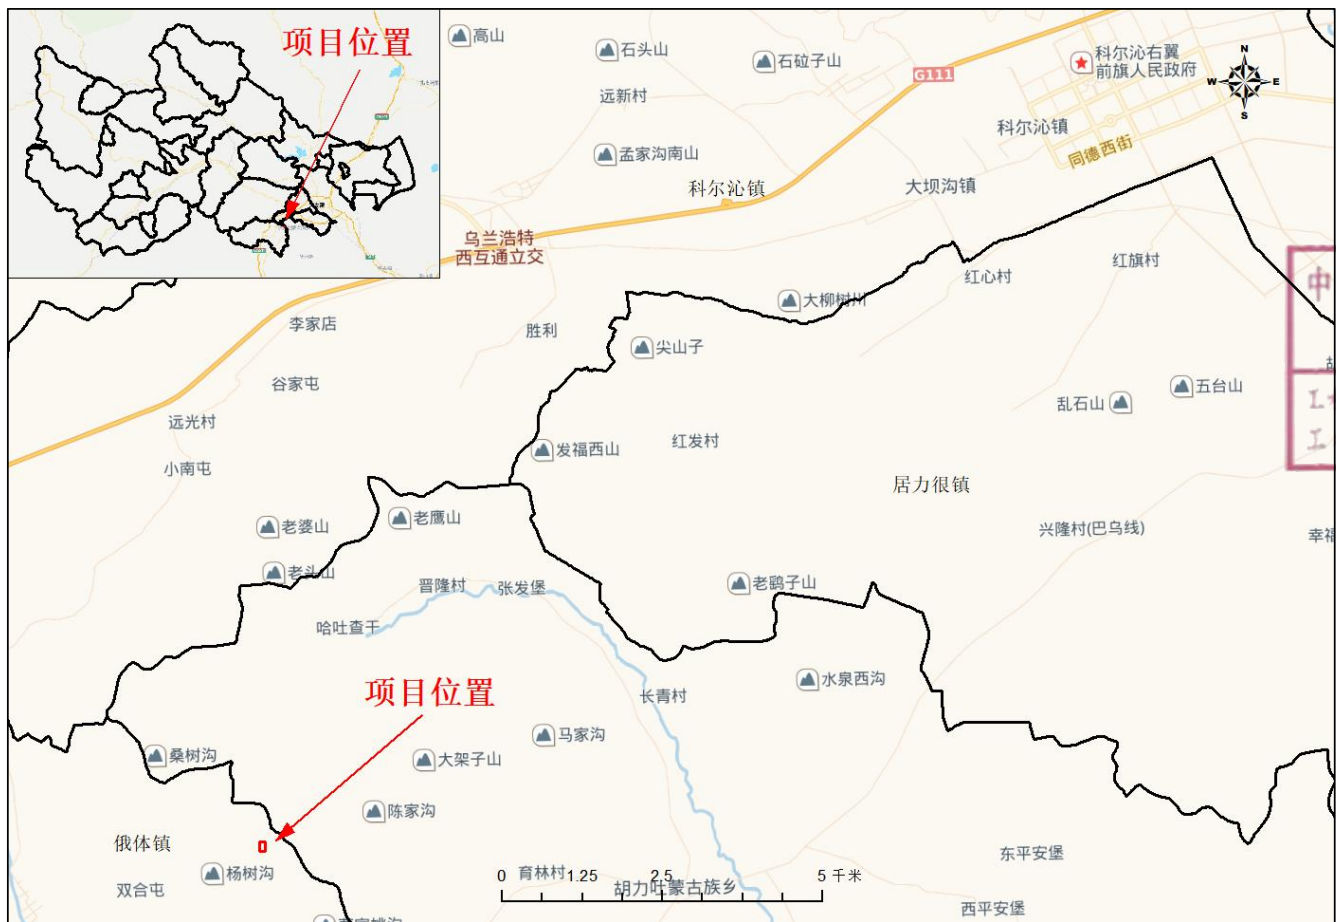 项目位置
高山
石头山
石砬子山
G111
科尔沁右翼
前旗人民政府
N
W
E
S
远新村
科尔沁镇
同德西街
孟家沟南山
科尔沁镇
大坝沟镇
乌兰浩特
西互通立交
红旗村
红心村
中
大柳树川
李家店
胜利
尖山子
谷家屯
五台山
乱石山
远光村
发福西山
红发村
小南屯
居力很镇
老鹰山
老婆山
兴隆村(巴乌线)
幸福
老头山
晋隆村
张发堡
老鹞子山
哈吐查干
水泉西沟
长青村
项目位置
马家沟
桑树沟
大架子山
陈家沟
俄体镇
东平安堡
杨树沟
育林村
0
1.25
2.5
5 千米
双合屯
胡力吐蒙古族乡
西平安堡